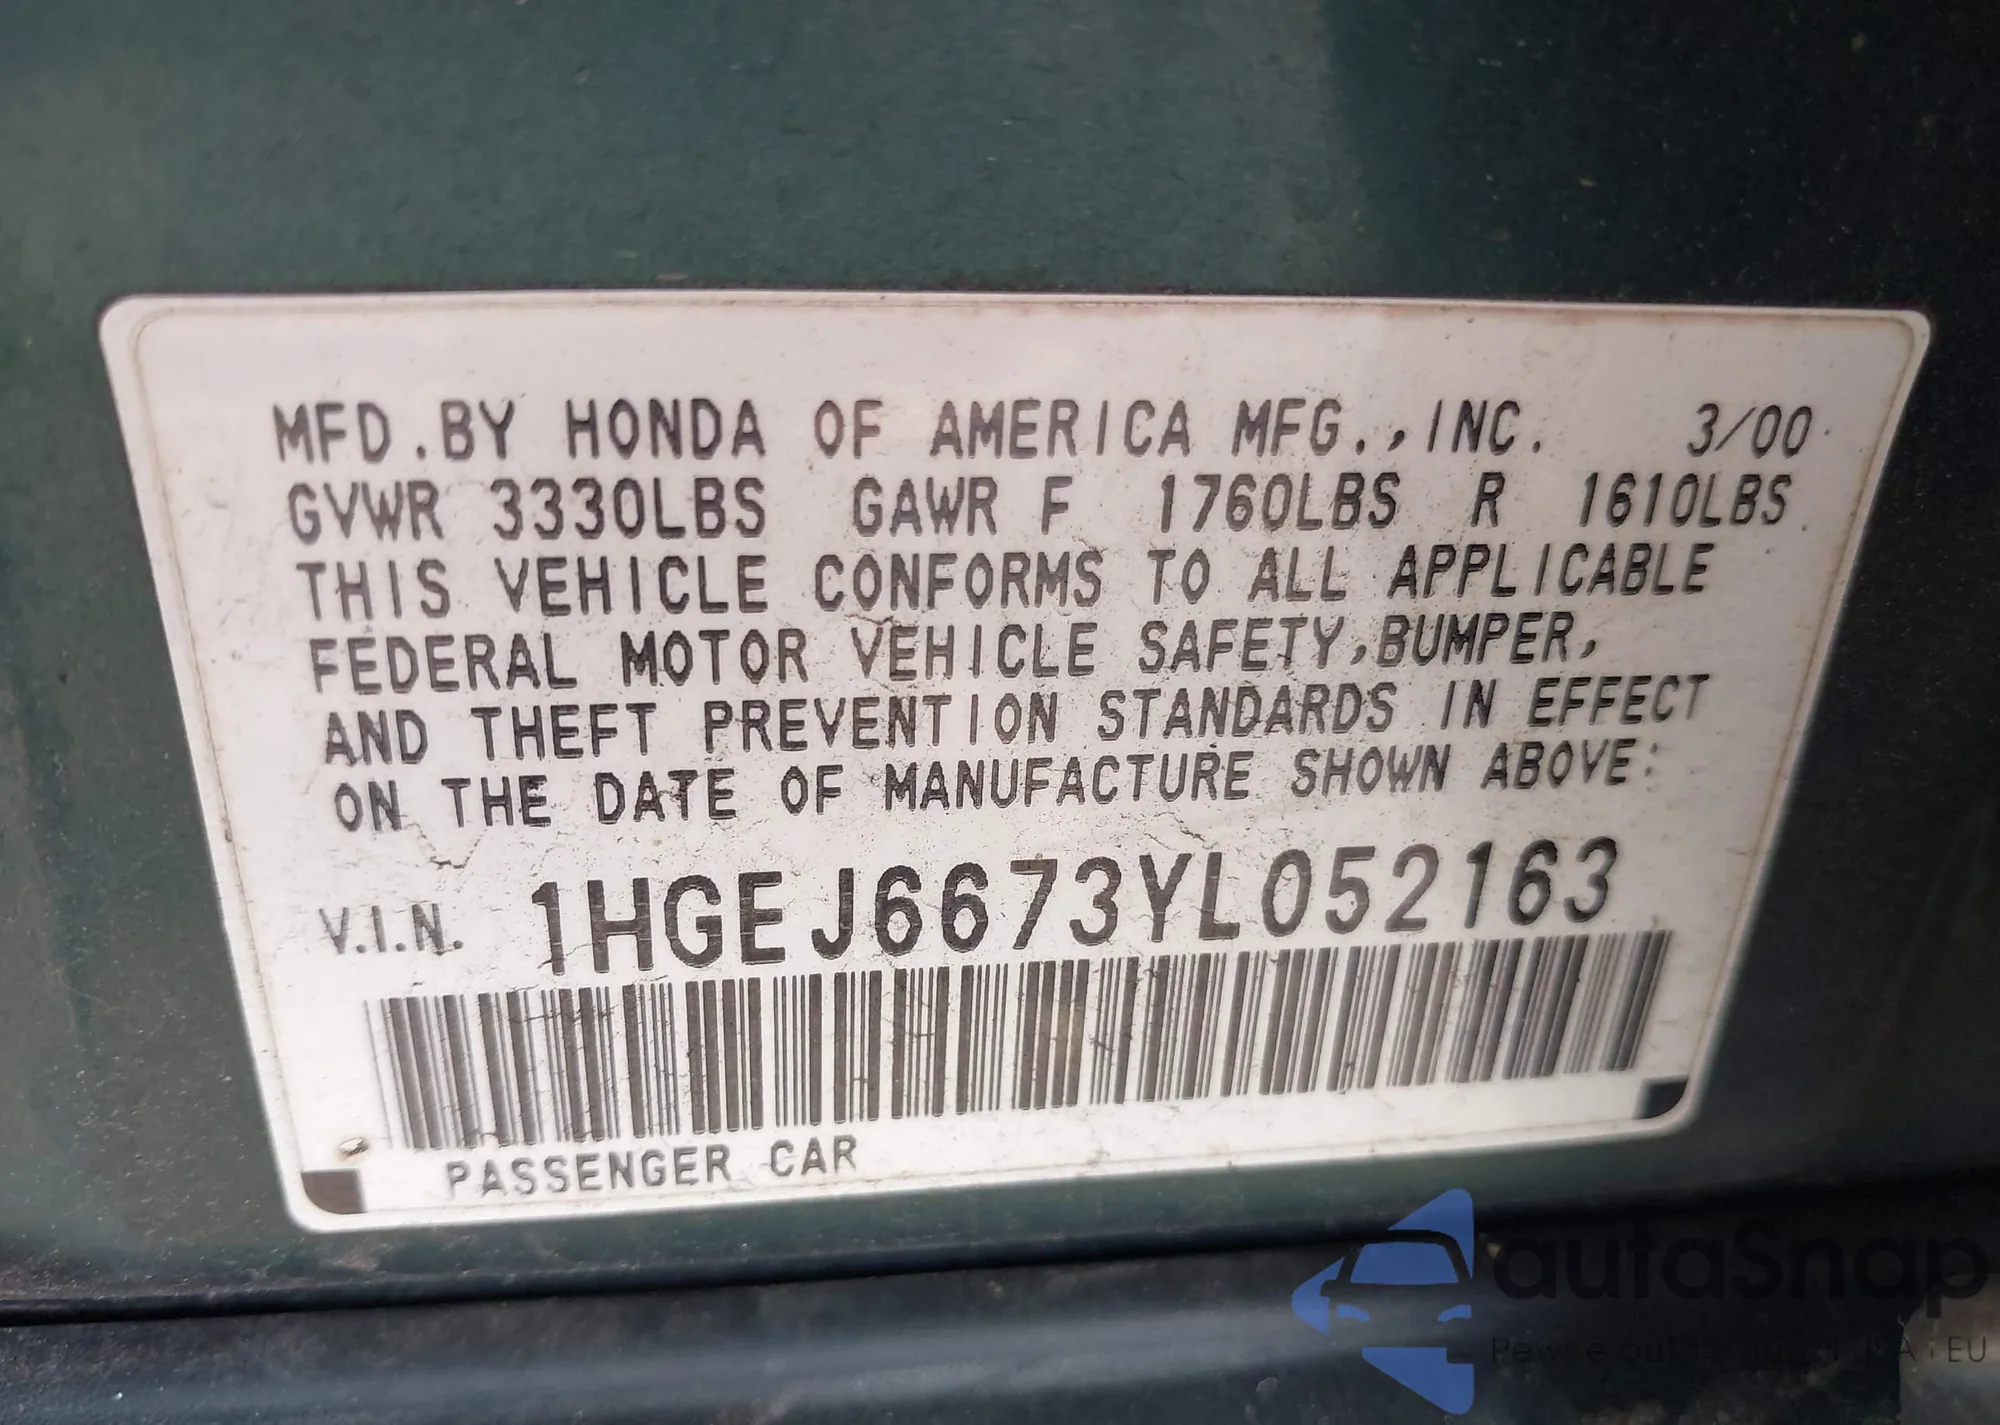 MFD.BY HONDA OF AMERICA MFG.,INC. 3/00
GVWR 3330LBS GAWR F 1760LBS R 1610LBS
THIS VEHICLE CONFORMS TO ALL APPLICABLE
FEDERAL MOTOR VEHICLE SAFETY,BUMPER,
AND THEFT PREVENTION STANDARDS IN EFFECT
ON THE DATE OF MANUFACTURE SHOWN ABOVE:
V.I.N. 1HGEJ6673YL052163
PASSENGER CAR
autaSnap
EU